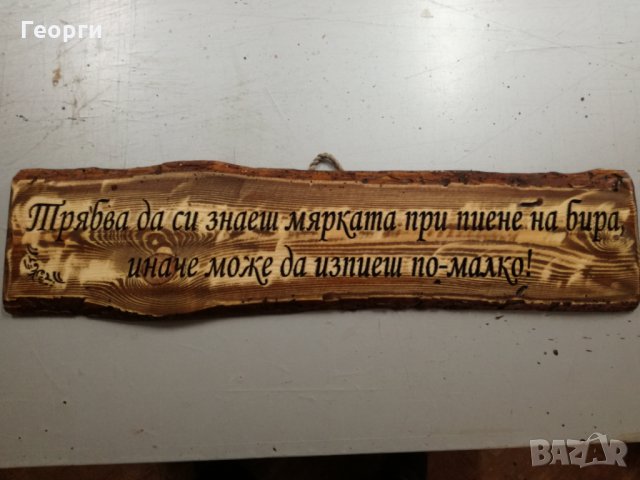 Георги
Трябва да си знаеш мярката при пиене на бира,
иначе може да изпиеш по-малко!
BAZAR